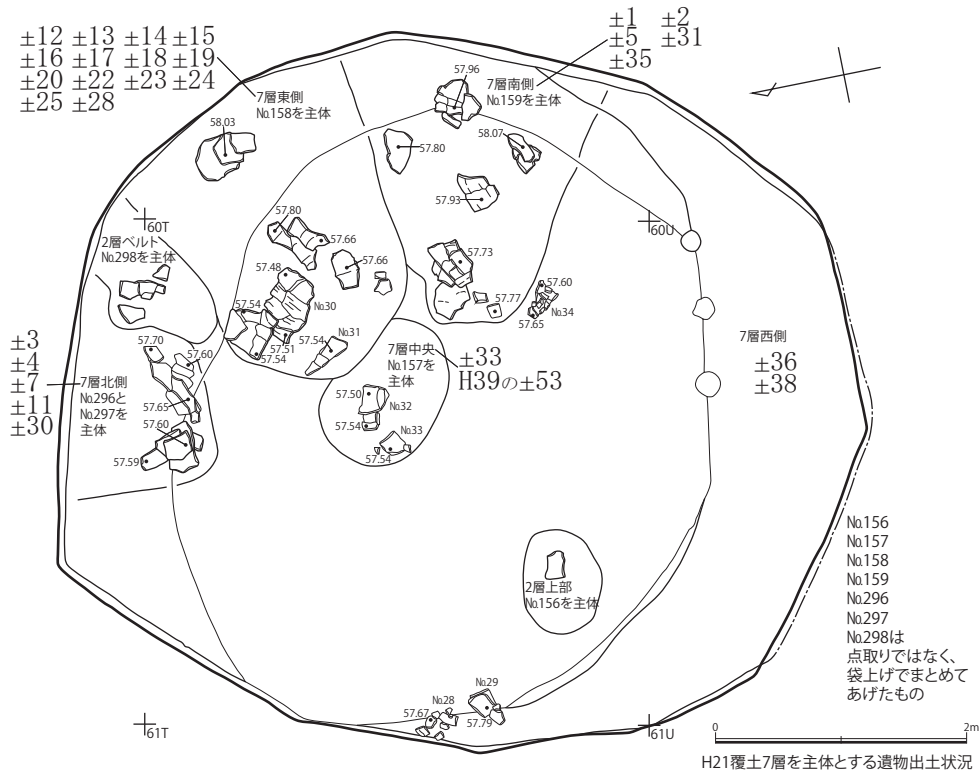 ±12 ±13 ±14 ±15
±16 ±17 ±18 ±19
±20 ±22 ±23 ±24
±25 ±28
7層東側
№158を主体
±1 ±2
±5 ±31
±35
7層南側
№159を主体
57.96
58.03
57.80
58.07
57.93
60T
2層ベルト
№298を主体
60U
57.80
57.66
57.66
57.48
№30
57.54
57.51
57.54
57.54
№31
57.73
57.77
57.60
№34
57.65
±3
±4
±7
±11
±30
7層北側
№296と
№297を
主体
57.70
57.60
57.65
57.60
57.59
7層中央
№157を
主体
±33
H39の±53
57.50
№32
57.54
№33
57.54
7層西側
±36
±38
2層上部
№156を主体
№156
№157
№158
№159
№296
№297
№298は
点取りではなく、
袋上げでまとめて
あげたもの
№28
57.67
№29
57.79
61T
61U
0
2m
H21覆土7層を主体とする遺物出土状況